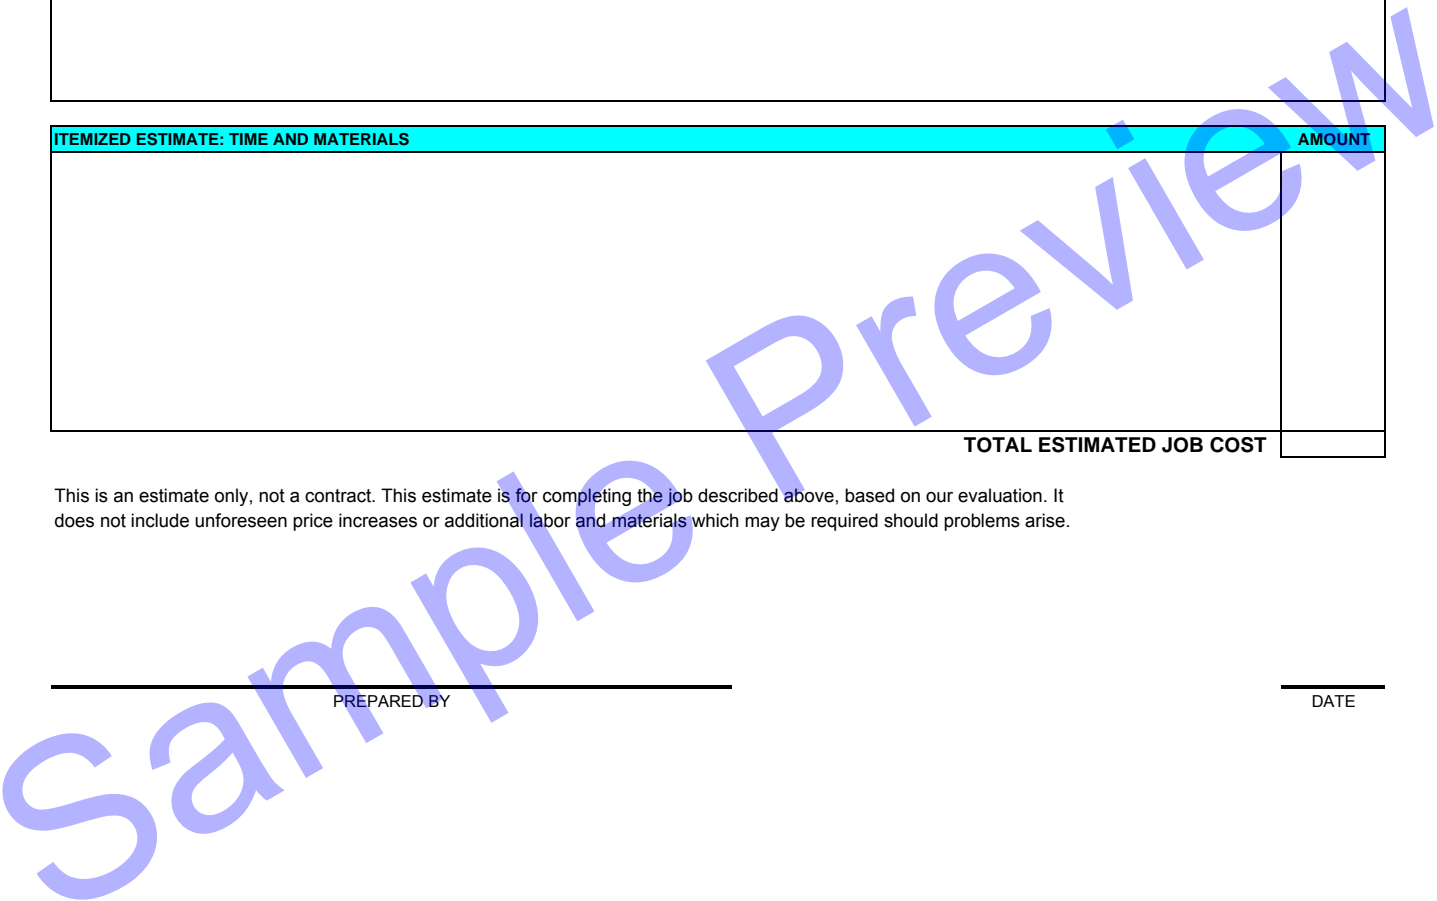 ITEMIZED ESTIMATE: TIME AND MATERIALS AMOUNT
TOTAL ESTIMATED JOB COST
This is an estimate only, not a contract. This estimate is for completing the job described above, based on our evaluation. It
does not include unforeseen price increases or additional labor and materials which may be required should problems arise.
PREPARED BY DATE
Sample Preview